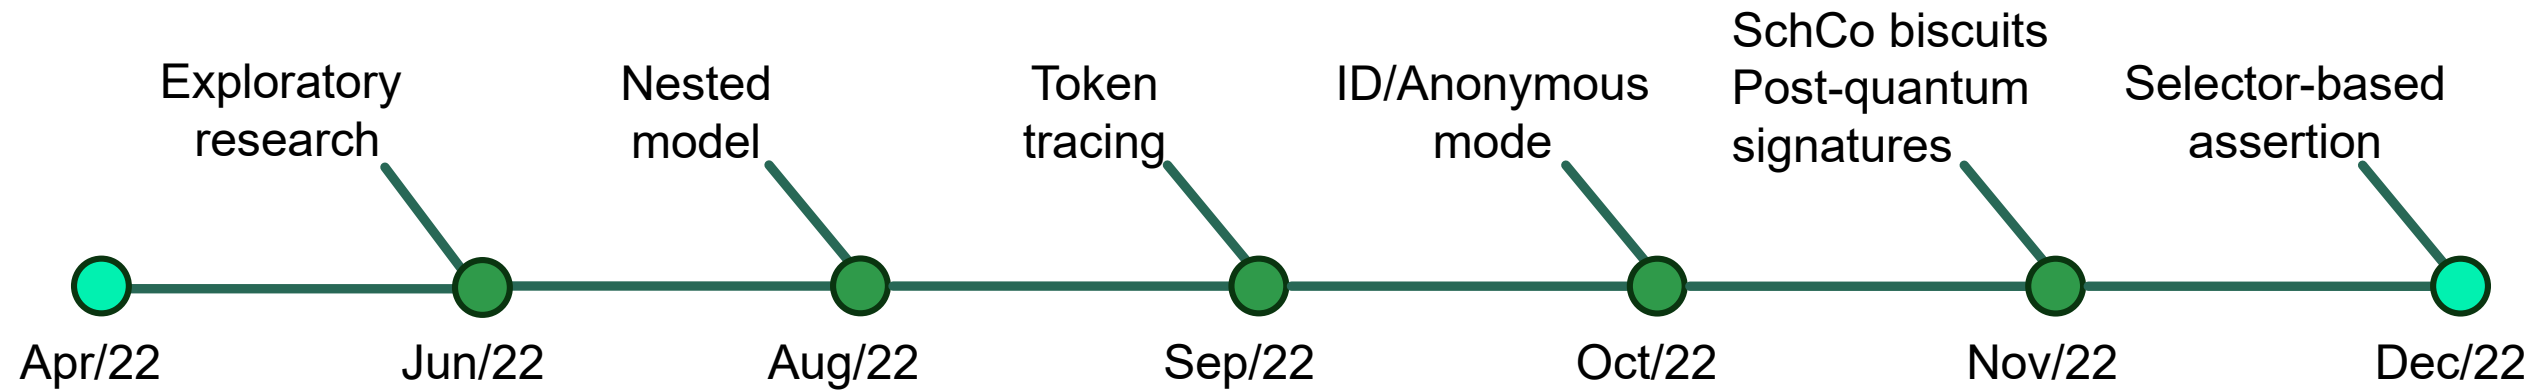 Exploratory
research
Nested
model
Token
tracing
ID/Anonymous
mode
SchCo biscuits
Post-quantum
signatures
Selector-based
assertion
Apr/22
Jun/22
Aug/22
Sep/22
Oct/22
Nov/22
Dec/22